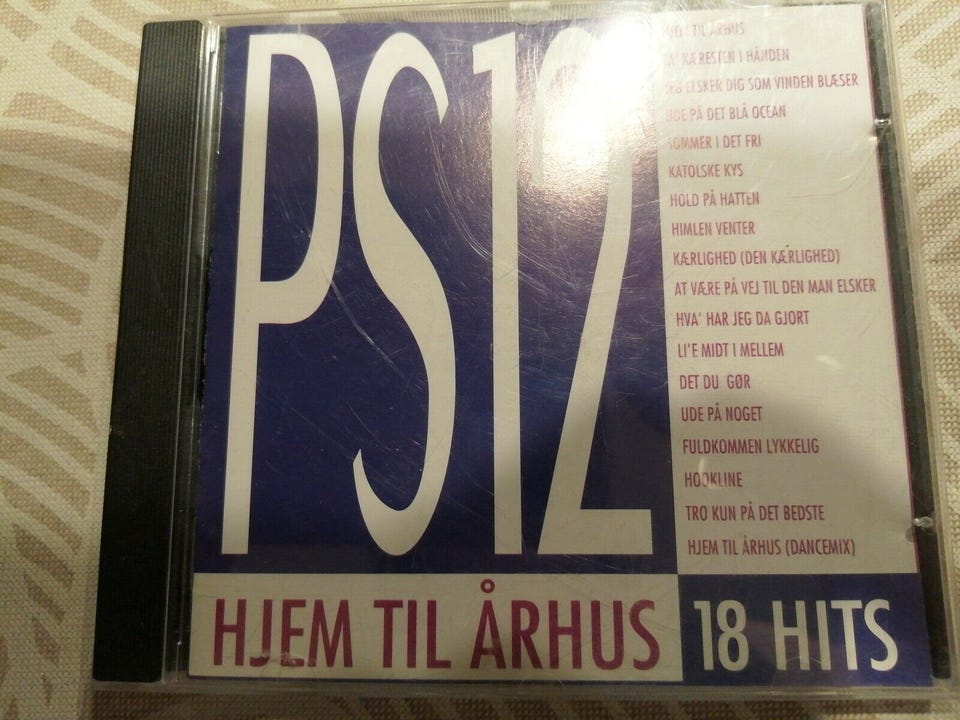 PS12
HJEM TIL ÅRHUS
TA' KÆRESTEN I HÅNDEN
JEG ELSKER DIG SOM VINDEN BLÆSER
UDE PÅ DET BLÅ OCEAN
SOMMER I DET FRI
KATOLSKE KYS
HOLD PÅ HATTEN
HIMLEN VENTER
KÆRLIGHED (DEN KÆRLIGHED)
AT VÆRE PÅ VEJ TIL DEN MAN ELSKER
HVA' HAR JEG DA GJORT
LI'E MIDT I MELLEM
DET DU GØR
UDE PÅ NOGET
FULDKOMMEN LYKKELIG
HOOKLINE
TRO KUN PÅ DET BEDSTE
HJEM TIL ÅRHUS (DANCEMIX)
HJEM TIL ÅRHUS
18 HITS